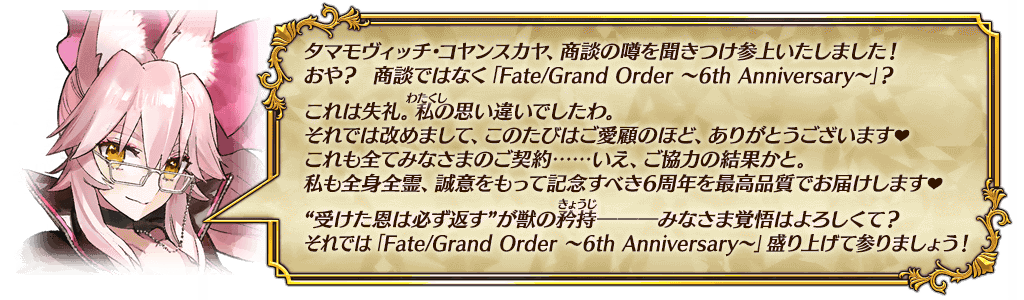 タマモヴィッチ・コヤンスカヤ、商談の噂を聞きつけ参上いたしました！
おや？　商談ではなく「Fate/Grand Order ～6th Anniversary～」？
これは失礼。私の思い違いでしたわ。
わたくし
それでは改めまして、このたびはご愛顧のほど、ありがとうございます❤
これも全てみなさまのご契約……いえ、ご協力の結果かと。
私も全身全霊、誠意をもって記念すべき6周年を最高品質でお届けします❤
“受けた恩は必ず返す”が獣の矜持―――みなさま覚悟はよろしくて？
きょうじ
それでは「Fate/Grand Order ～6th Anniversary～」盛り上げて参りましょう！